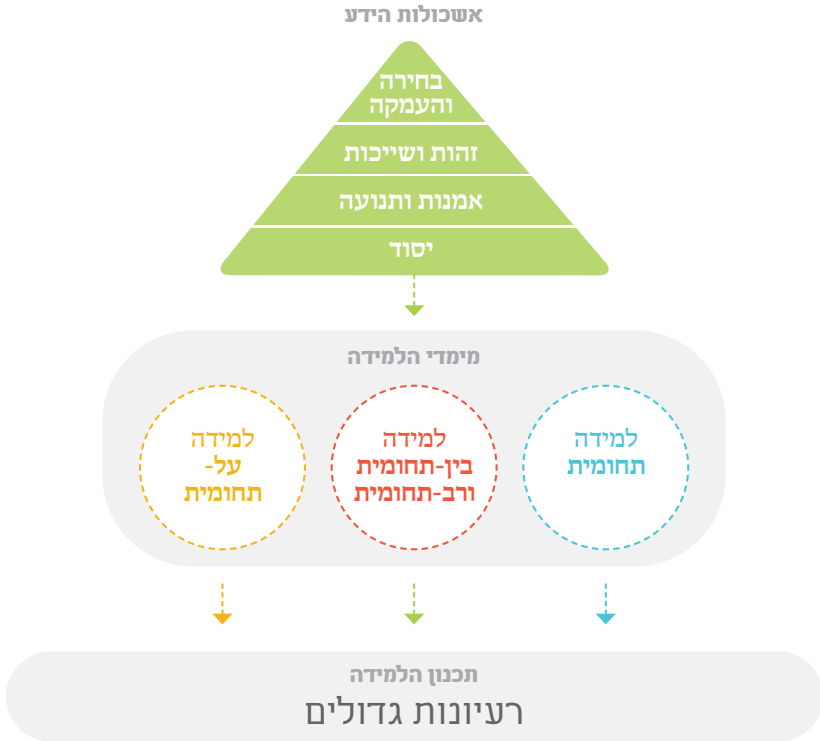 אשכולות הידע
בחירה
והעמקה
זהות ושייכות
אמנות ותנועה
יסוד
מימדי הלמידה
למידה
תחומית
למידה
בין-תחומית
ורב-תחומית
למידה
על-
תחומית
תכנון הלמידה
רעיונות גדולים